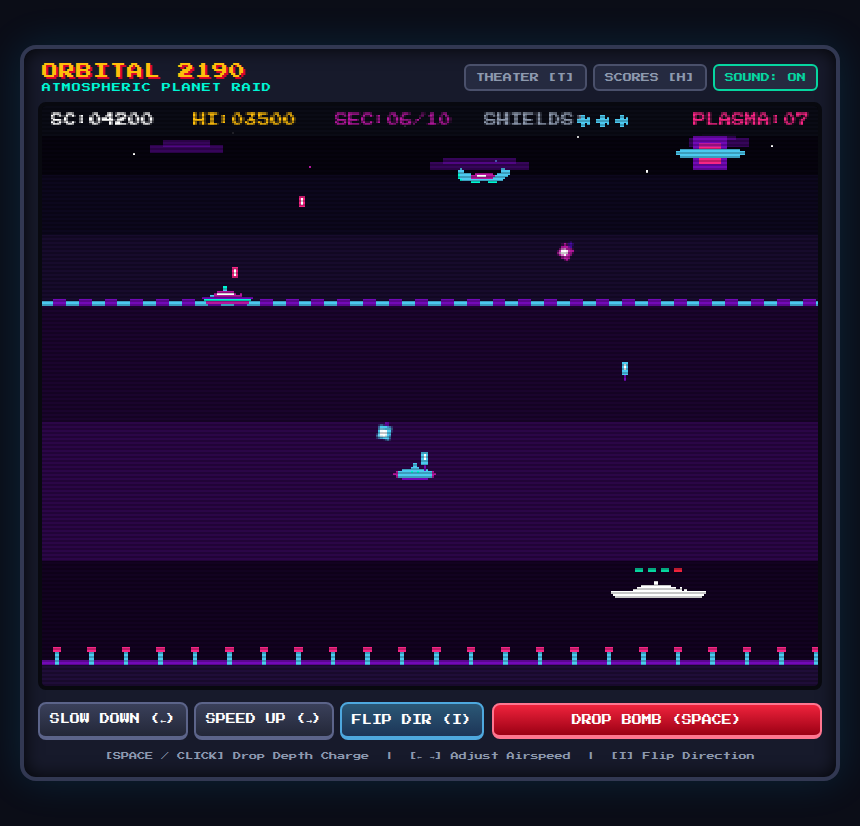 ORBITAL 2190
ATMOSPHERIC PLANET RAID
THEATER [T]
SCORES [H]
SOUND: ON
SC:04200 HI:03500 SEC:06/10 SHIELDS PLASMA:07
SLOW DOWN (←)
SPEED UP (→)
FLIP DIR (I)
DROP BOMB (SPACE)
[SPACE / CLICK] Drop Depth Charge | [← →] Adjust Airspeed | [I] Flip Direction